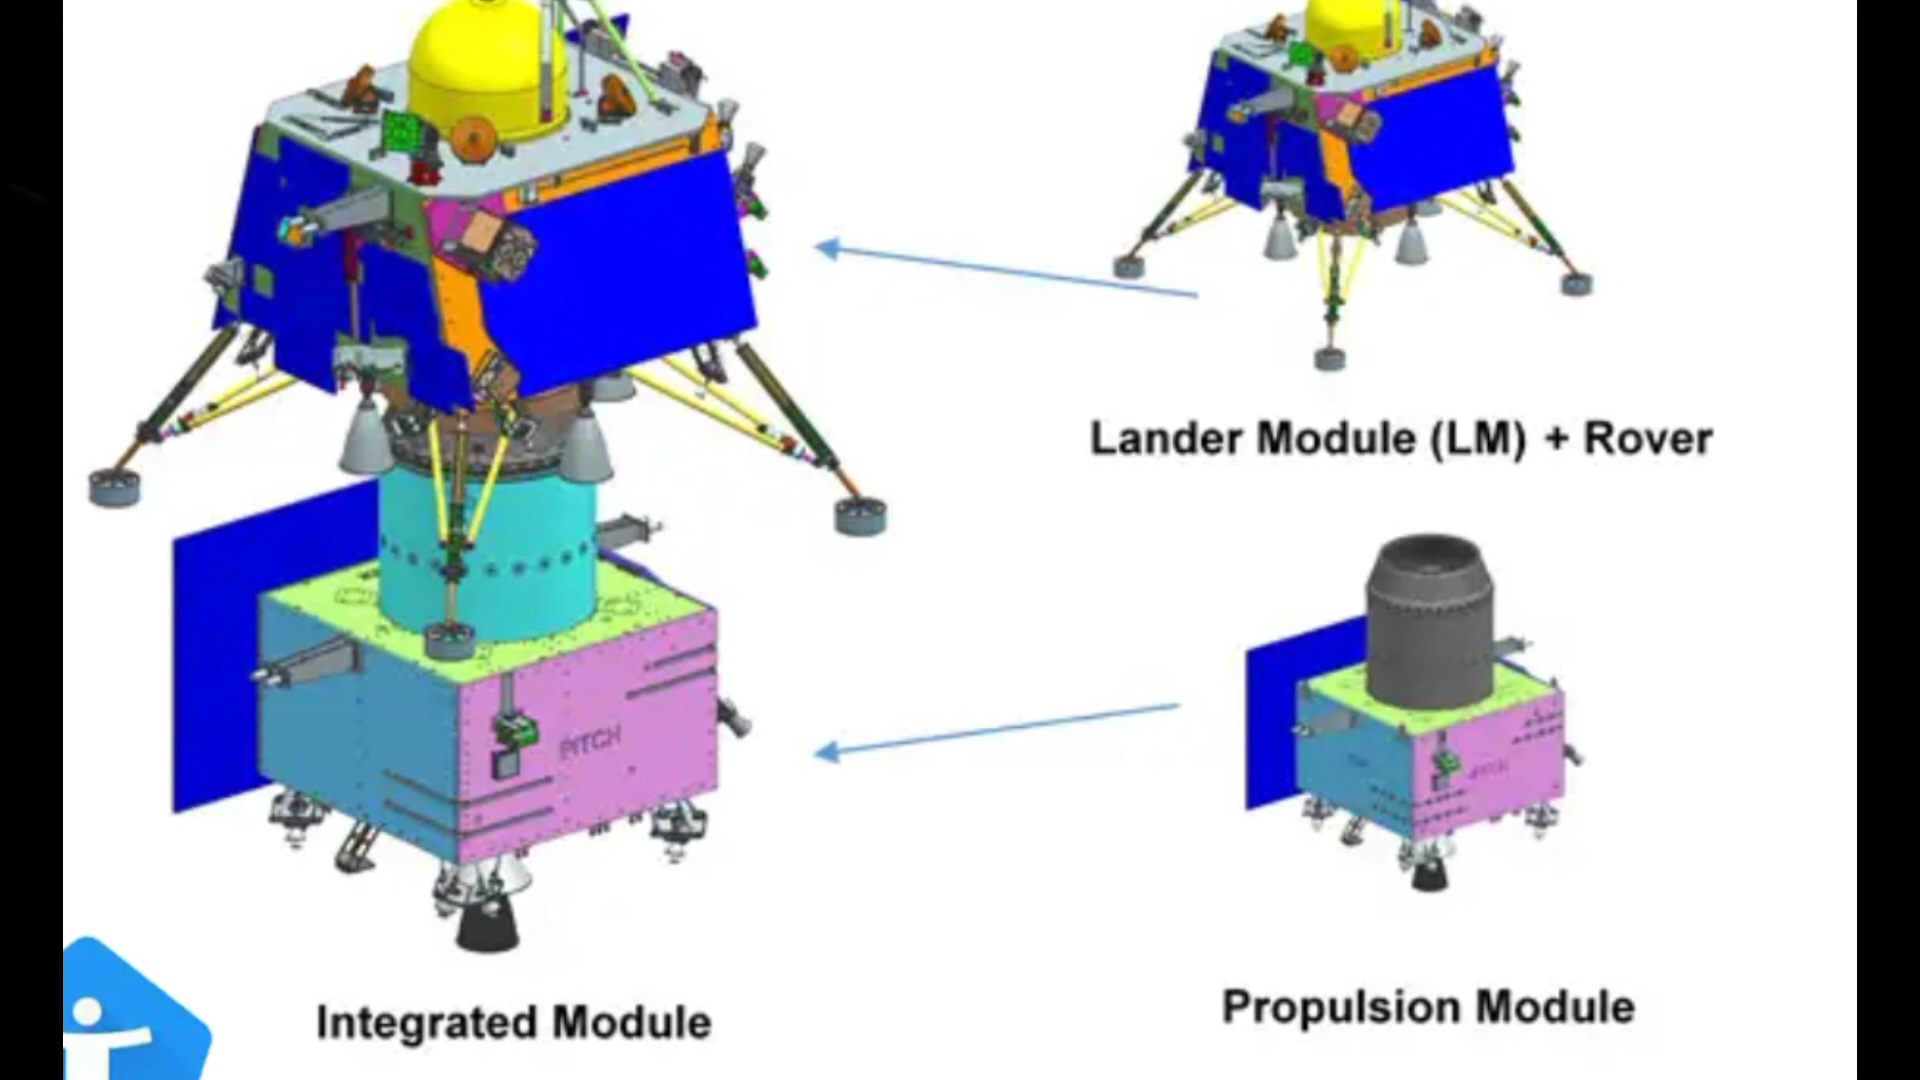 Lander Module (LM) + Rover
PITCH
Integrated Module
Propulsion Module